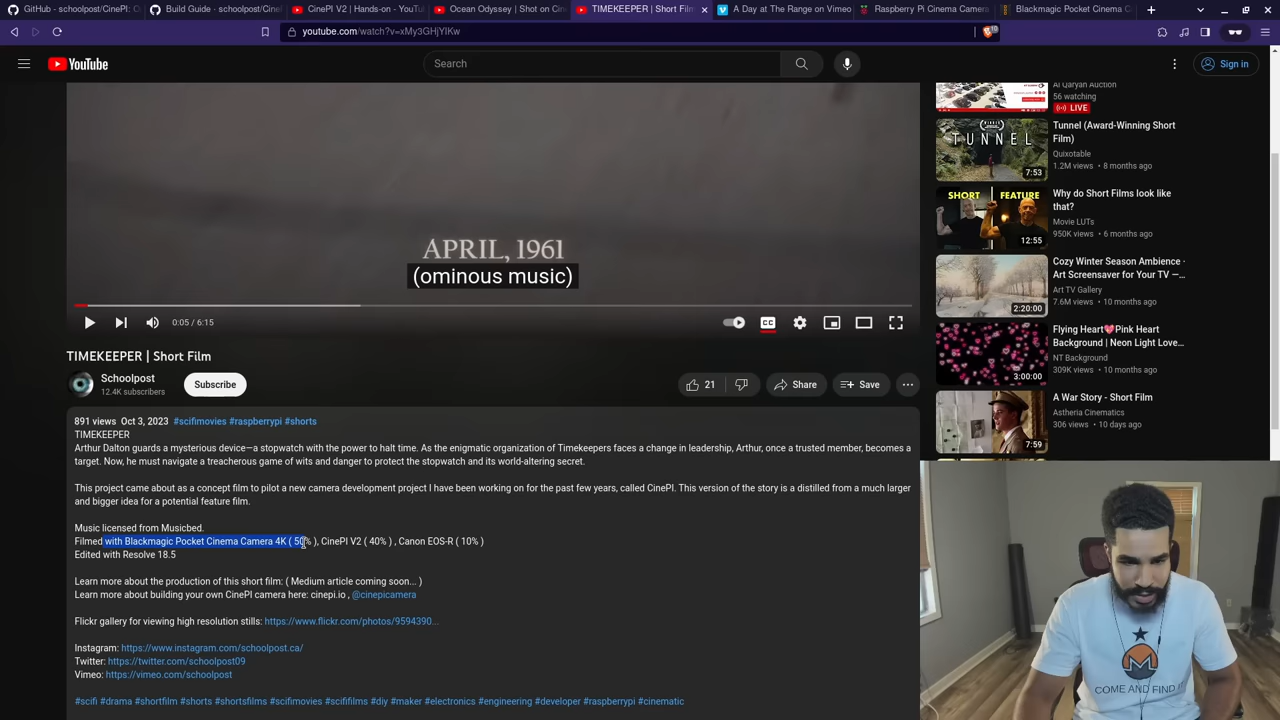 GitHub - schoolpost/CinePI: O
Build Guide - schoolpost/Cine
CinePI V2 | Hands-on - YouTu
Ocean Odyssey | Shot on Cine
TIMEKEEPER | Short Film
A Day at The Range on Vimeo
Raspberry Pi Cinema Camera
Blackmagic Pocket Cinema C
youtube.com/watch?v=xMy3GHjYIKw
YouTube
Search
Sign in
APRIL, 1961
(ominous music)
0:05 / 6:15
CC
TIMEKEEPER | Short Film
Schoolpost
12.4K subscribers
Subscribe
21
Share
Save
891 views Oct 3, 2023 #scifimovies #raspberrypi #shorts
TIMEKEEPER
Arthur Dalton guards a mysterious device—a stopwatch with the power to halt time. As the enigmatic organization of Timekeepers faces a change in leadership, Arthur, once a trusted member, becomes a
target. Now, he must navigate a treacherous game of wits and danger to protect the stopwatch and its world-altering secret.
This project came about as a concept film to pilot a new camera development project I have been working on for the past few years, called CinePI. This version of the story is a distilled from a much larger
and bigger idea for a potential feature film.
Music licensed from Musicbed.
Filmed with Blackmagic Pocket Cinema Camera 4K ( 50% ), CinePI V2 ( 40% ) , Canon EOS-R ( 10% )
Edited with Resolve 18.5
Learn more about the production of this short film: ( Medium article coming soon... )
Learn more about building your own CinePI camera here: cinepi.io , @cinepicamera
Flickr gallery for viewing high resolution stills: https://www.flickr.com/photos/9594390...
Instagram: https://www.instagram.com/schoolpost.ca/
Twitter: https://twitter.com/schoolpost09
Vimeo: https://vimeo.com/schoolpost
#scifi #drama #shortfilm #shorts #shortsfilms #scifimovies #scififilms #diy #maker #electronics #engineering #developer #raspberrypi #cinematic
Al Qaryah Auction
56 watching
LIVE
TUNNEL
7:53
Tunnel (Award-Winning Short
Film)
Quixotable
1.2M views • 8 months ago
SHORT FEATURE
12:55
Why do Short Films look like
that?
Movie LUTs
950K views • 6 months ago
2:20:00
Cozy Winter Season Ambience ·
Art Screensaver for Your TV —...
Art TV Gallery
7.6M views • 10 months ago
3:00:00
Flying Heart💗Pink Heart
Background | Neon Light Love...
NT Background
309K views • 10 months ago
7:59
A War Story - Short Film
Astheria Cinematics
306 views • 10 days ago
COME AND FIND I